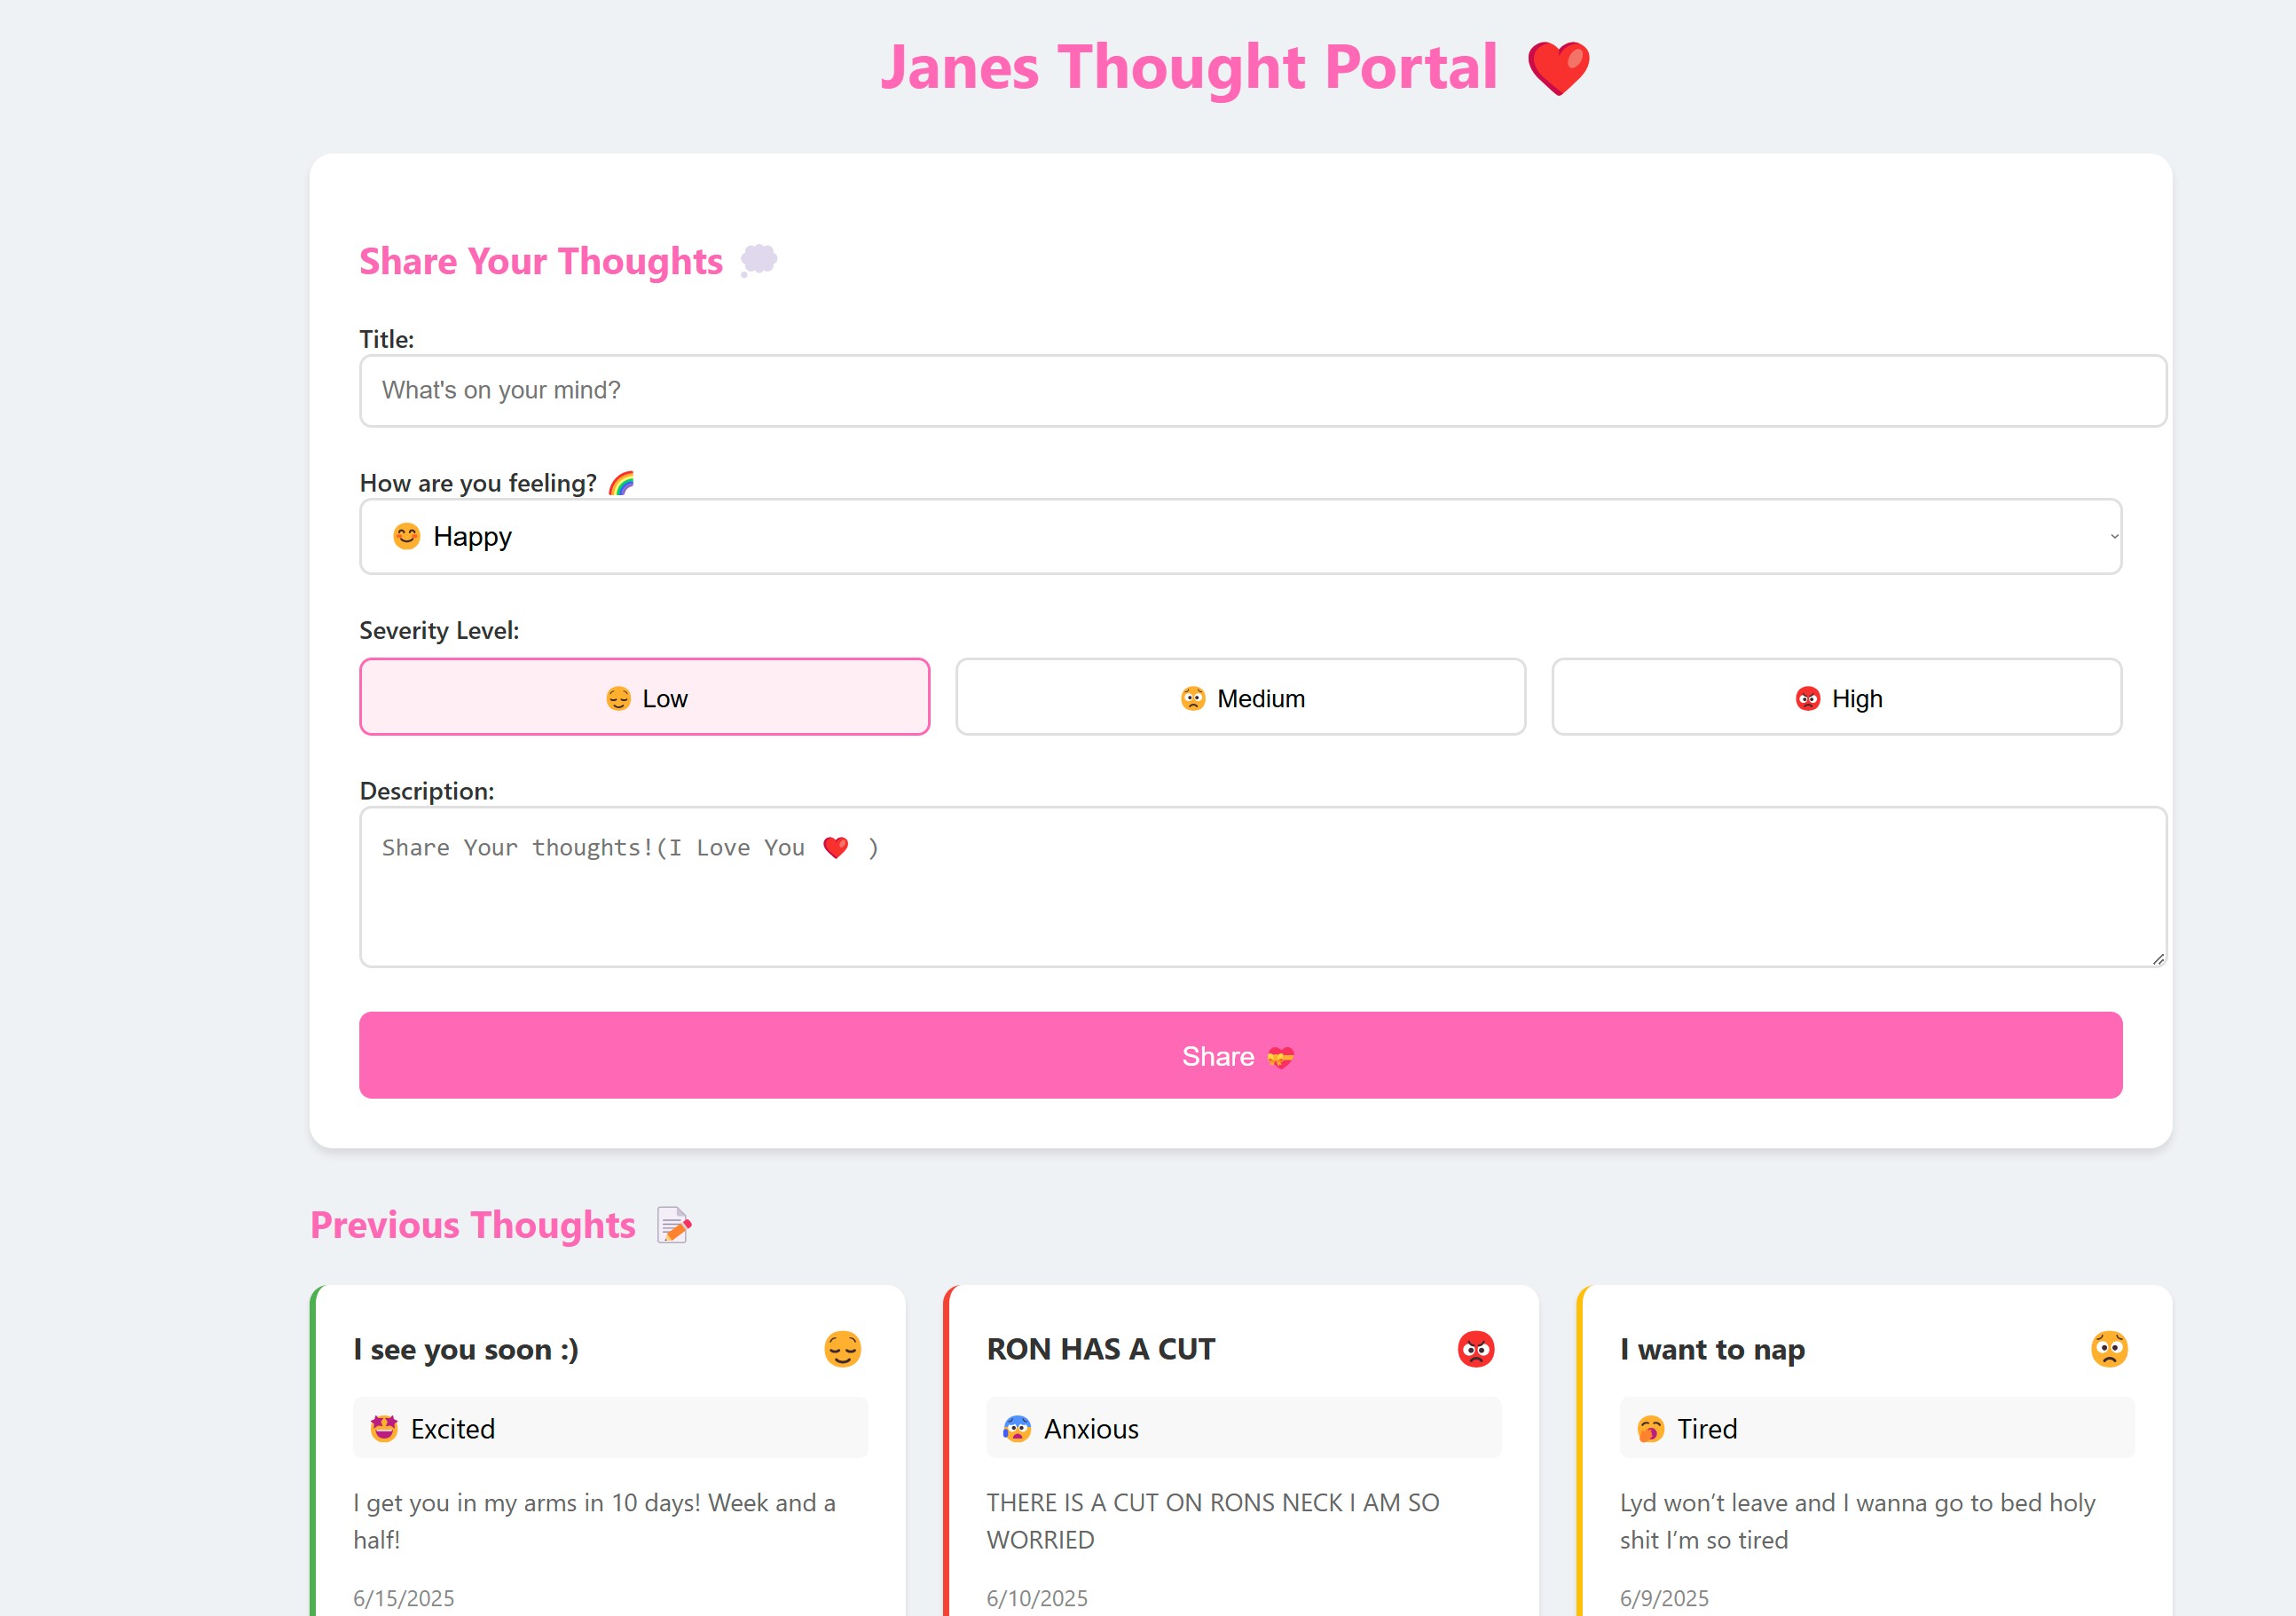 Janes Thought Portal ❤️
Share Your Thoughts 💭
Title:
What's on your mind?
How are you feeling? 🌈
😊 Happy
Severity Level:
😌 Low
😟 Medium
😡 High
Description:
Share Your thoughts!(I Love You ❤️ )
Share 💝
Previous Thoughts 📝
I see you soon :) 😌
🤩 Excited
I get you in my arms in 10 days! Week and a
half!
6/15/2025
RON HAS A CUT 😡
😰 Anxious
THERE IS A CUT ON RONS NECK I AM SO
WORRIED
6/10/2025
I want to nap 😟
🥱 Tired
Lyd won’t leave and I wanna go to bed holy
shit I’m so tired
6/9/2025